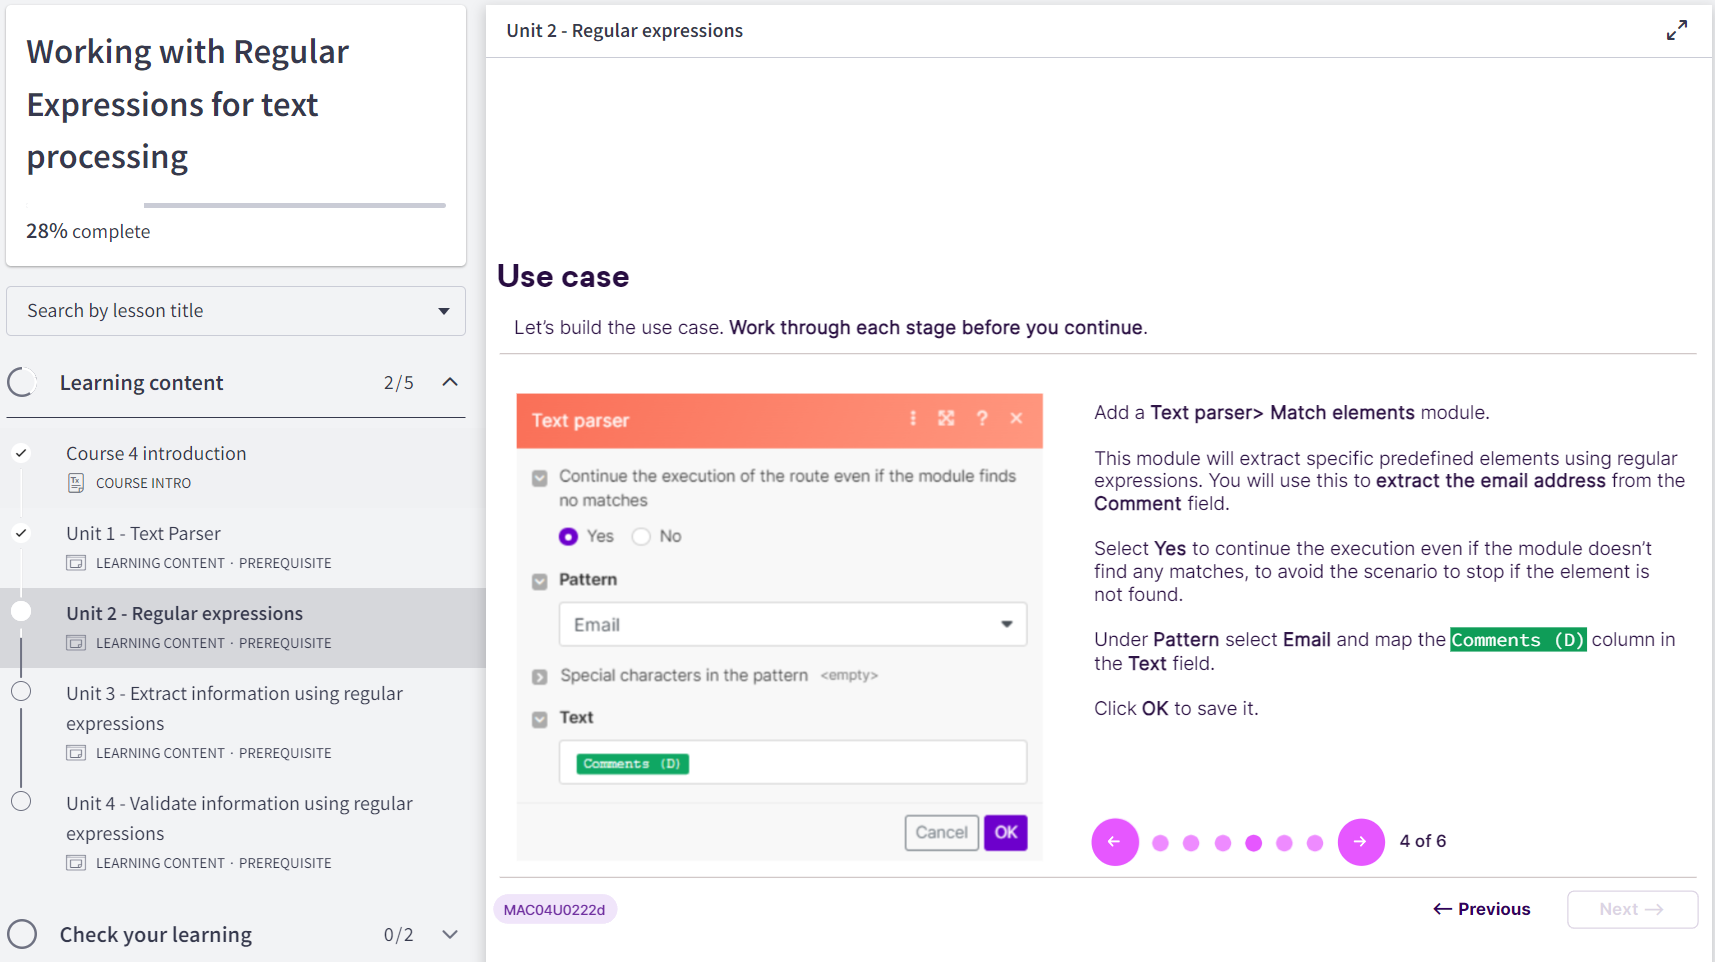 Working with Regular
Expressions for text
processing
28% complete
Search by lesson title
Learning content 2/5
Course 4 introduction
COURSE INTRO
Unit 1 - Text Parser
LEARNING CONTENT · PREREQUISITE
Unit 2 - Regular expressions
LEARNING CONTENT · PREREQUISITE
Unit 3 - Extract information using regular
expressions
LEARNING CONTENT · PREREQUISITE
Unit 4 - Validate information using regular
expressions
LEARNING CONTENT · PREREQUISITE
Check your learning 0/2
Unit 2 - Regular expressions
Use case
Let's build the use case. Work through each stage before you continue.
Text parser
Continue the execution of the route even if the module finds
no matches
Yes No
Pattern
Email
Special characters in the pattern <empty>
Text
Comments (D)
Cancel OK
Add a Text parser> Match elements module.
This module will extract specific predefined elements using regular
expressions. You will use this to extract the email address from the
Comment field.
Select Yes to continue the execution even if the module doesn't
find any matches, to avoid the scenario to stop if the element is
not found.
Under Pattern select Email and map the Comments (D) column in
the Text field.
Click OK to save it.
4 of 6
MAC04U0222d
← Previous
Next →